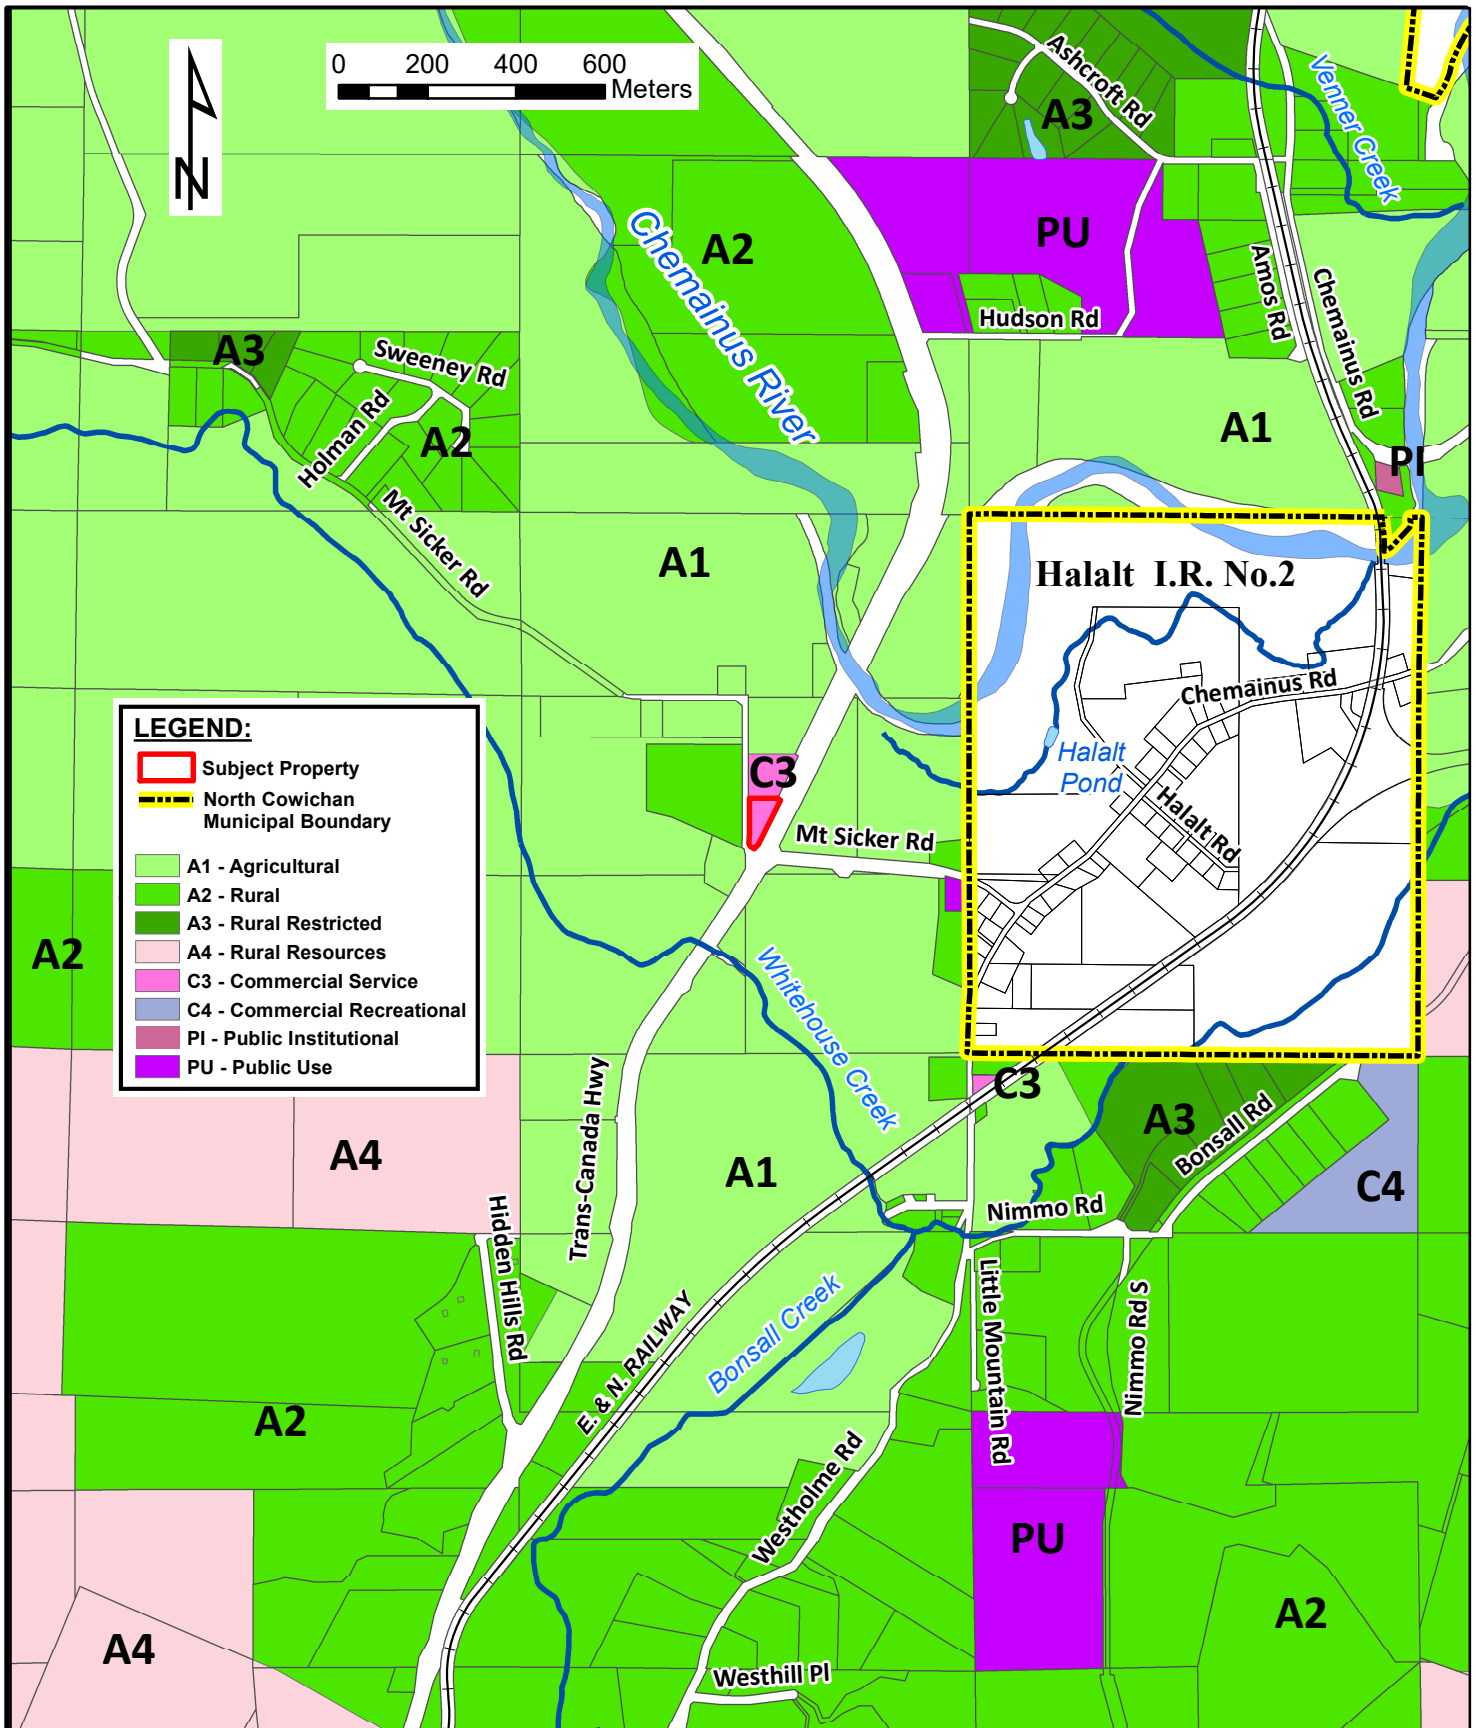 0 200 400 600
Meters
N
Ashcroft Rd
A3
Venner Creek
Chemainus River
A2
PU
Hudson Rd
Amos Rd
Chemainus Rd
A3
Sweeney Rd
Holman Rd
A2
Mt Sicker Rd
A1
PI
A1
Halalt I.R. No.2
Chemainus Rd
Halalt
Pond
Halalt Rd
C3
Mt Sicker Rd
LEGEND:
Subject Property
North Cowichan
Municipal Boundary
A1 - Agricultural
A2 - Rural
A3 - Rural Restricted
A4 - Rural Resources
C3 - Commercial Service
C4 - Commercial Recreational
PI - Public Institutional
PU - Public Use
A2
Whitehouse Creek
Trans-Canada Hwy
C3
A3
Bonsall Rd
A4
A1
C4
Nimmo Rd
Hidden Hills Rd
Little Mountain Rd
Nimmo Rd S
E. & N. RAILWAY
Bonsall Creek
A2
Westholme Rd
PU
A2
A4
Westhill Pl